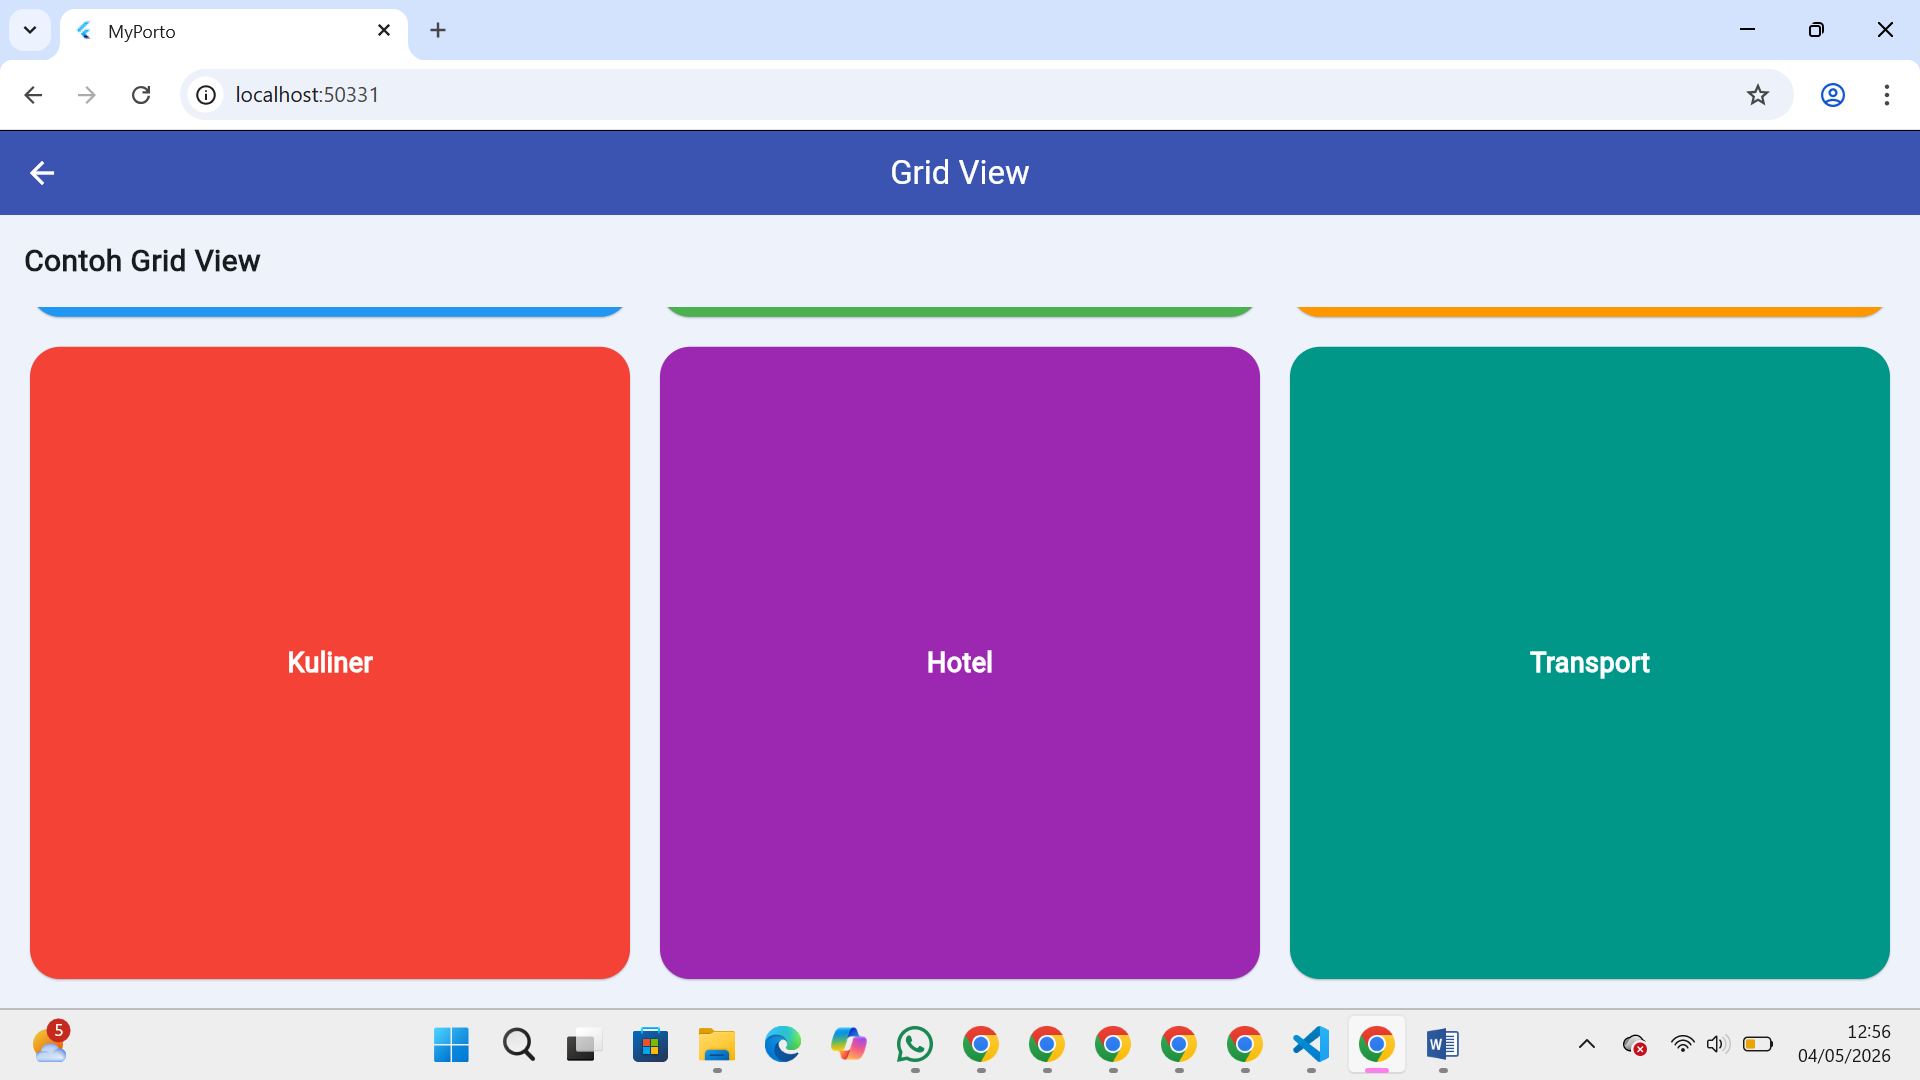 MyPorto
localhost:50331
Grid View
Contoh Grid View
Kuliner
Hotel
Transport
5
W
12:56
04/05/2026